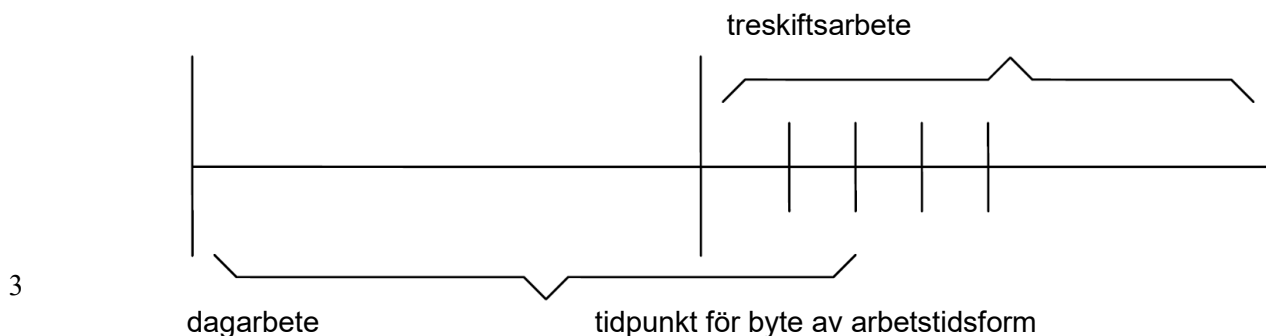 treskiftsarbete
3
dagarbete tidpunkt för byte av arbetstidsform